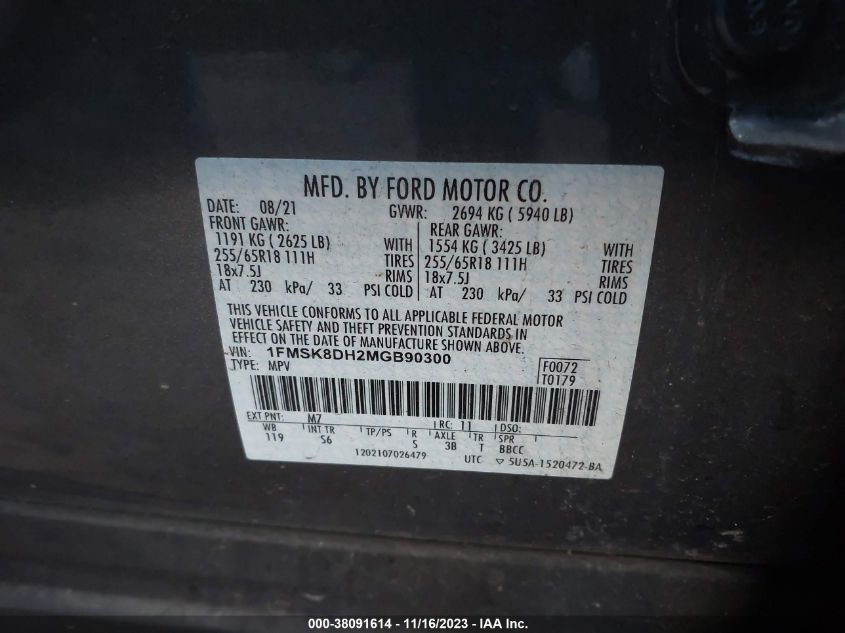 MFD. BY FORD MOTOR CO.
DATE: 08/21 GVWR: 2694 KG ( 5940 LB)
FRONT GAWR: REAR GAWR:
1191 KG ( 2625 LB) WITH 1554 KG ( 3425 LB) WITH
255/65R18 111H TIRES 255/65R18 111H TIRES
18x7.5J RIMS 18x7.5J RIMS
AT 230 kPa/ 33 PSI COLD AT 230 kPa/ 33 PSI COLD
THIS VEHICLE CONFORMS TO ALL APPLICABLE FEDERAL MOTOR
VEHICLE SAFETY AND THEFT PREVENTION STANDARDS IN
EFFECT ON THE DATE OF MANUFACTURE SHOWN ABOVE.
VIN: 1FMSK8DH2MGB90300
TYPE: MPV
F0072
T0179
EXT PNT: M7 RC: 11 DSO:
WB INT TR TP/PS R AXLE TR SPR
119 S6 S 3B T BBCC
1202107026479 UTC ▽ 5U5A-1520472-BA
000-38091614 - 11/16/2023 - IAA Inc.